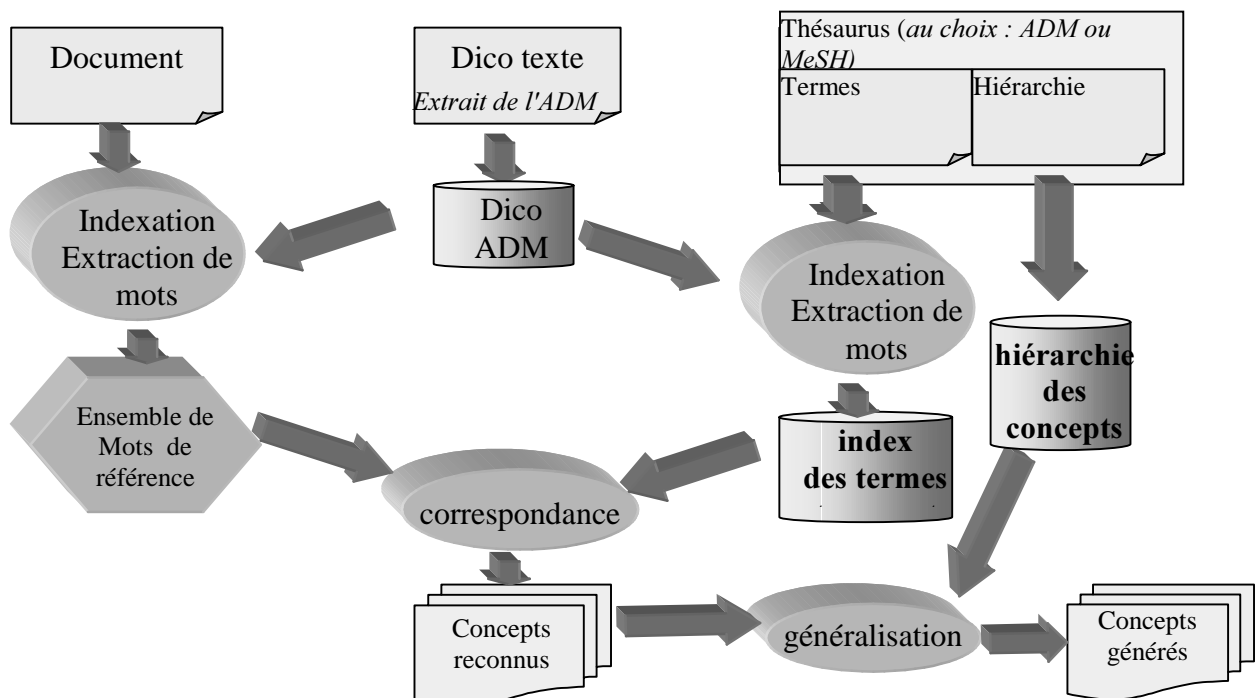 Document
Dico texte
Extrait de l'ADM
Thésaurus (au choix : ADM ou
MeSH)
Termes
Hiérarchie
Indexation
Extraction de
mots
Dico
ADM
Indexation
Extraction de
mots
hiérarchie
des
concepts
Ensemble de
Mots de
référence
index
des termes
correspondance
Concepts
reconnus
généralisation
Concepts
générés